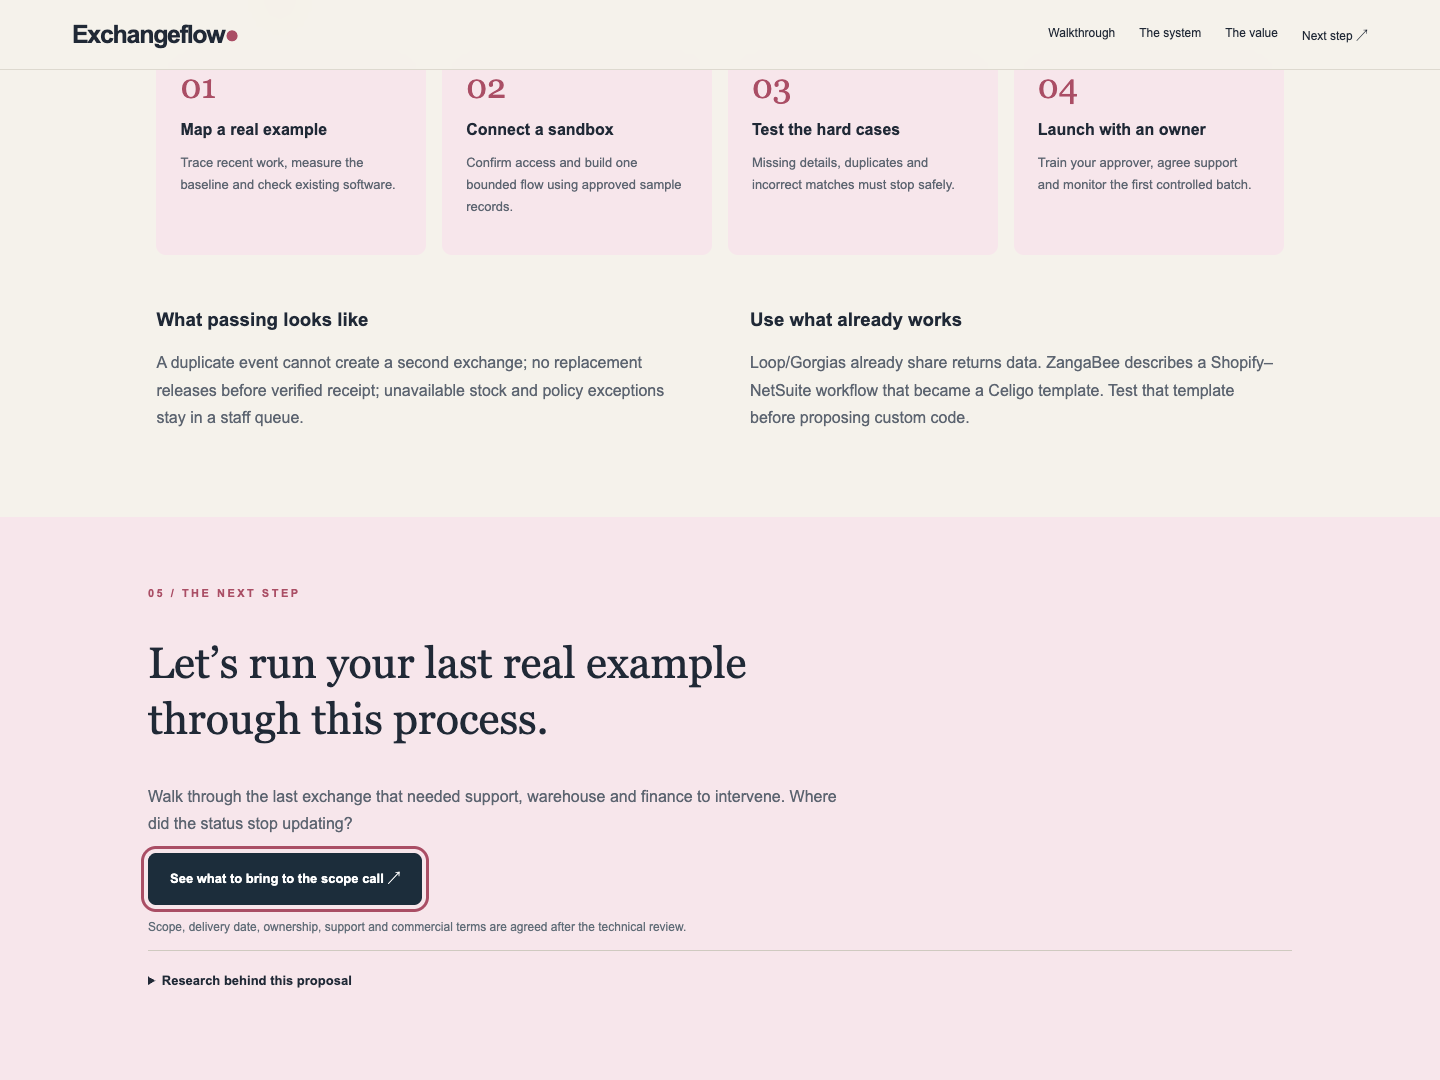 Exchangeflow
Walkthrough
The system
The value
Next step ↗
01
Map a real example
Trace recent work, measure the
baseline and check existing software.
02
Connect a sandbox
Confirm access and build one
bounded flow using approved sample
records.
03
Test the hard cases
Missing details, duplicates and
incorrect matches must stop safely.
04
Launch with an owner
Train your approver, agree support
and monitor the first controlled batch.
What passing looks like
A duplicate event cannot create a second exchange; no replacement
releases before verified receipt; unavailable stock and policy exceptions
stay in a staff queue.
Use what already works
Loop/Gorgias already share returns data. ZangaBee describes a Shopify–
NetSuite workflow that became a Celigo template. Test that template
before proposing custom code.
05 / THE NEXT STEP
Let’s run your last real example
through this process.
Walk through the last exchange that needed support, warehouse and finance to intervene. Where
did the status stop updating?
See what to bring to the scope call ↗
Scope, delivery date, ownership, support and commercial terms are agreed after the technical review.
Research behind this proposal